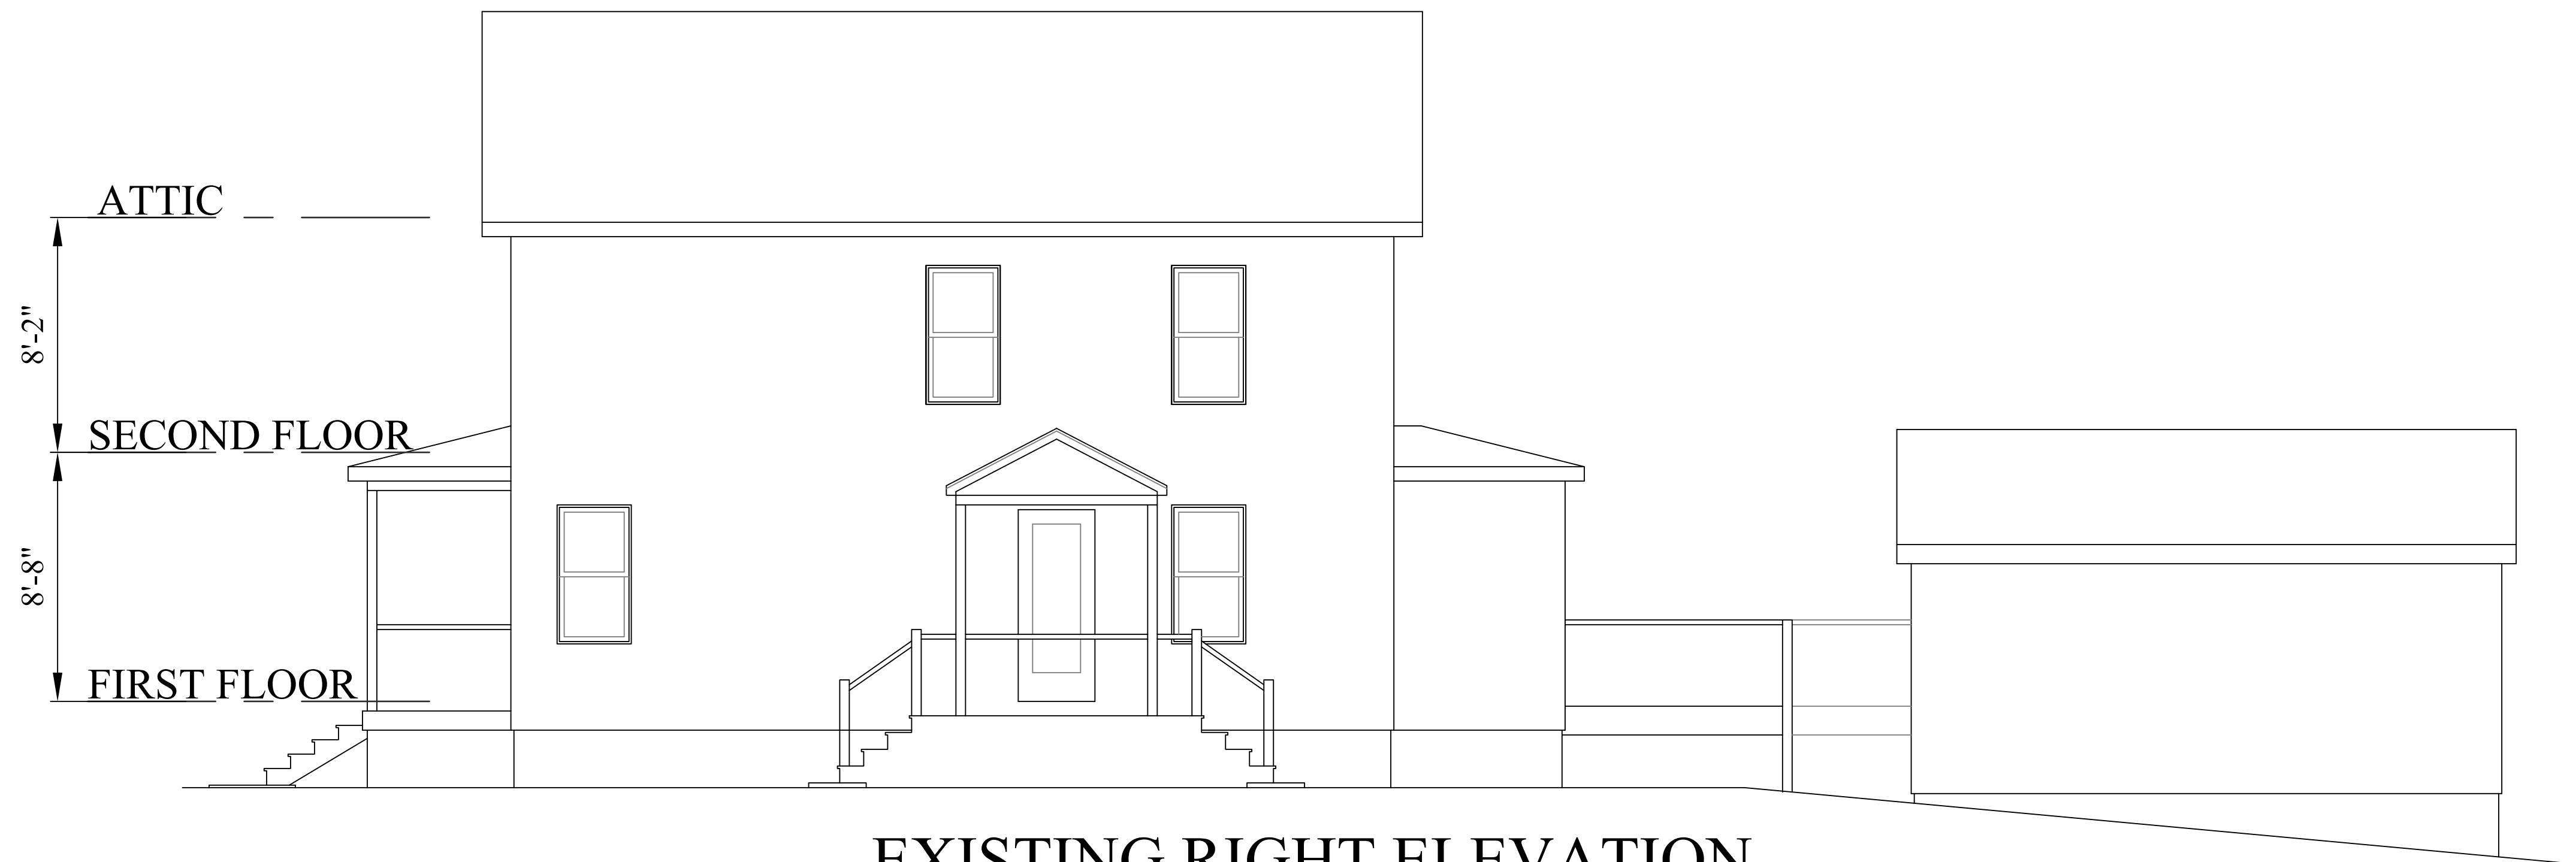 ATTIC
8'-2"
SECOND FLOOR
8'-8"
FIRST FLOOR
EXISTING RIGHT ELEVATION